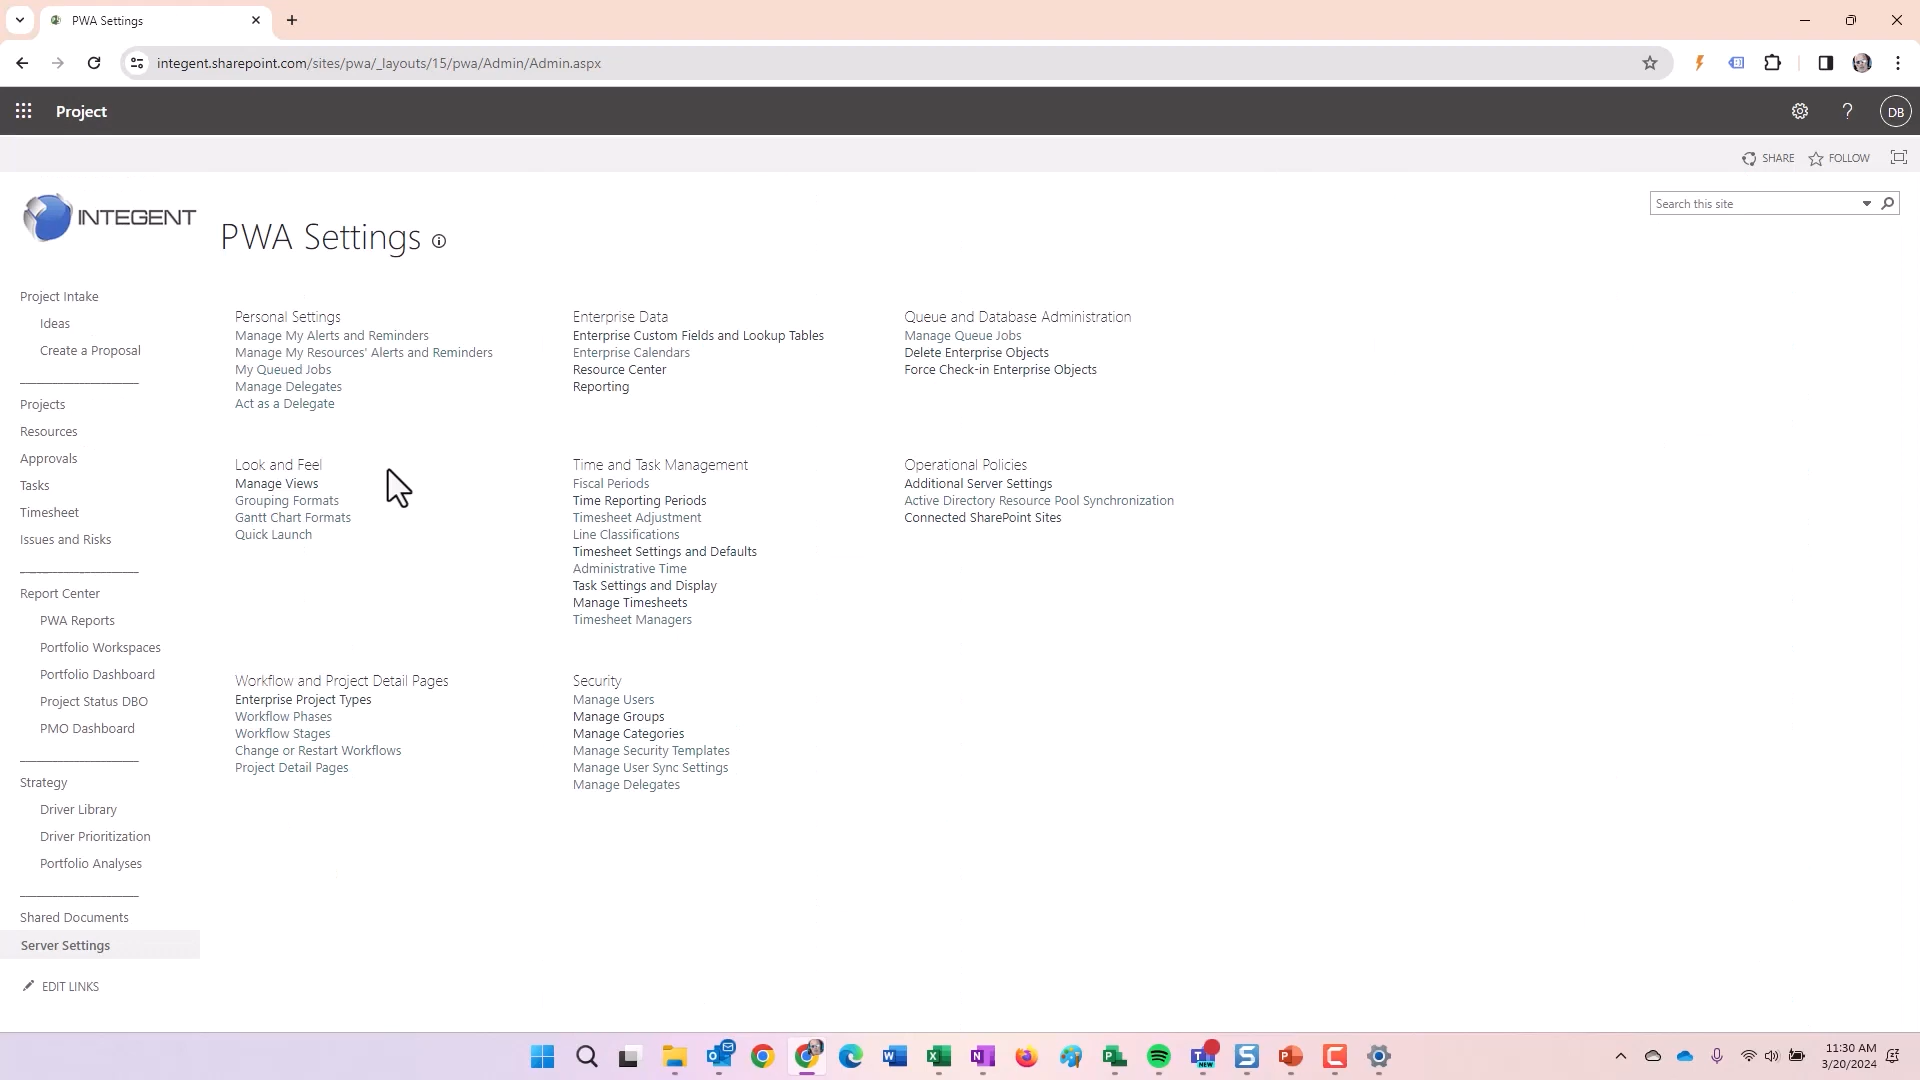 PWA Settings
integent.sharepoint.com/sites/pwa/_layouts/15/pwa/Admin/Admin.aspx
Project
DB
SHARE
FOLLOW
INTEGENT
PWA Settings
Search this site
Project Intake
Ideas
Create a Proposal
Projects
Resources
Approvals
Tasks
Timesheet
Issues and Risks
Report Center
PWA Reports
Portfolio Workspaces
Portfolio Dashboard
Project Status DBO
PMO Dashboard
Strategy
Driver Library
Driver Prioritization
Portfolio Analyses
Shared Documents
Server Settings
EDIT LINKS
Personal Settings
Manage My Alerts and Reminders
Manage My Resources' Alerts and Reminders
My Queued Jobs
Manage Delegates
Act as a Delegate
Enterprise Data
Enterprise Custom Fields and Lookup Tables
Enterprise Calendars
Resource Center
Reporting
Queue and Database Administration
Manage Queue Jobs
Delete Enterprise Objects
Force Check-in Enterprise Objects
Look and Feel
Manage Views
Grouping Formats
Gantt Chart Formats
Quick Launch
Time and Task Management
Fiscal Periods
Time Reporting Periods
Timesheet Adjustment
Line Classifications
Timesheet Settings and Defaults
Administrative Time
Task Settings and Display
Manage Timesheets
Timesheet Managers
Operational Policies
Additional Server Settings
Active Directory Resource Pool Synchronization
Connected SharePoint Sites
Workflow and Project Detail Pages
Enterprise Project Types
Workflow Phases
Workflow Stages
Change or Restart Workflows
Project Detail Pages
Security
Manage Users
Manage Groups
Manage Categories
Manage Security Templates
Manage User Sync Settings
Manage Delegates
NEW
11:30 AM
3/20/2024